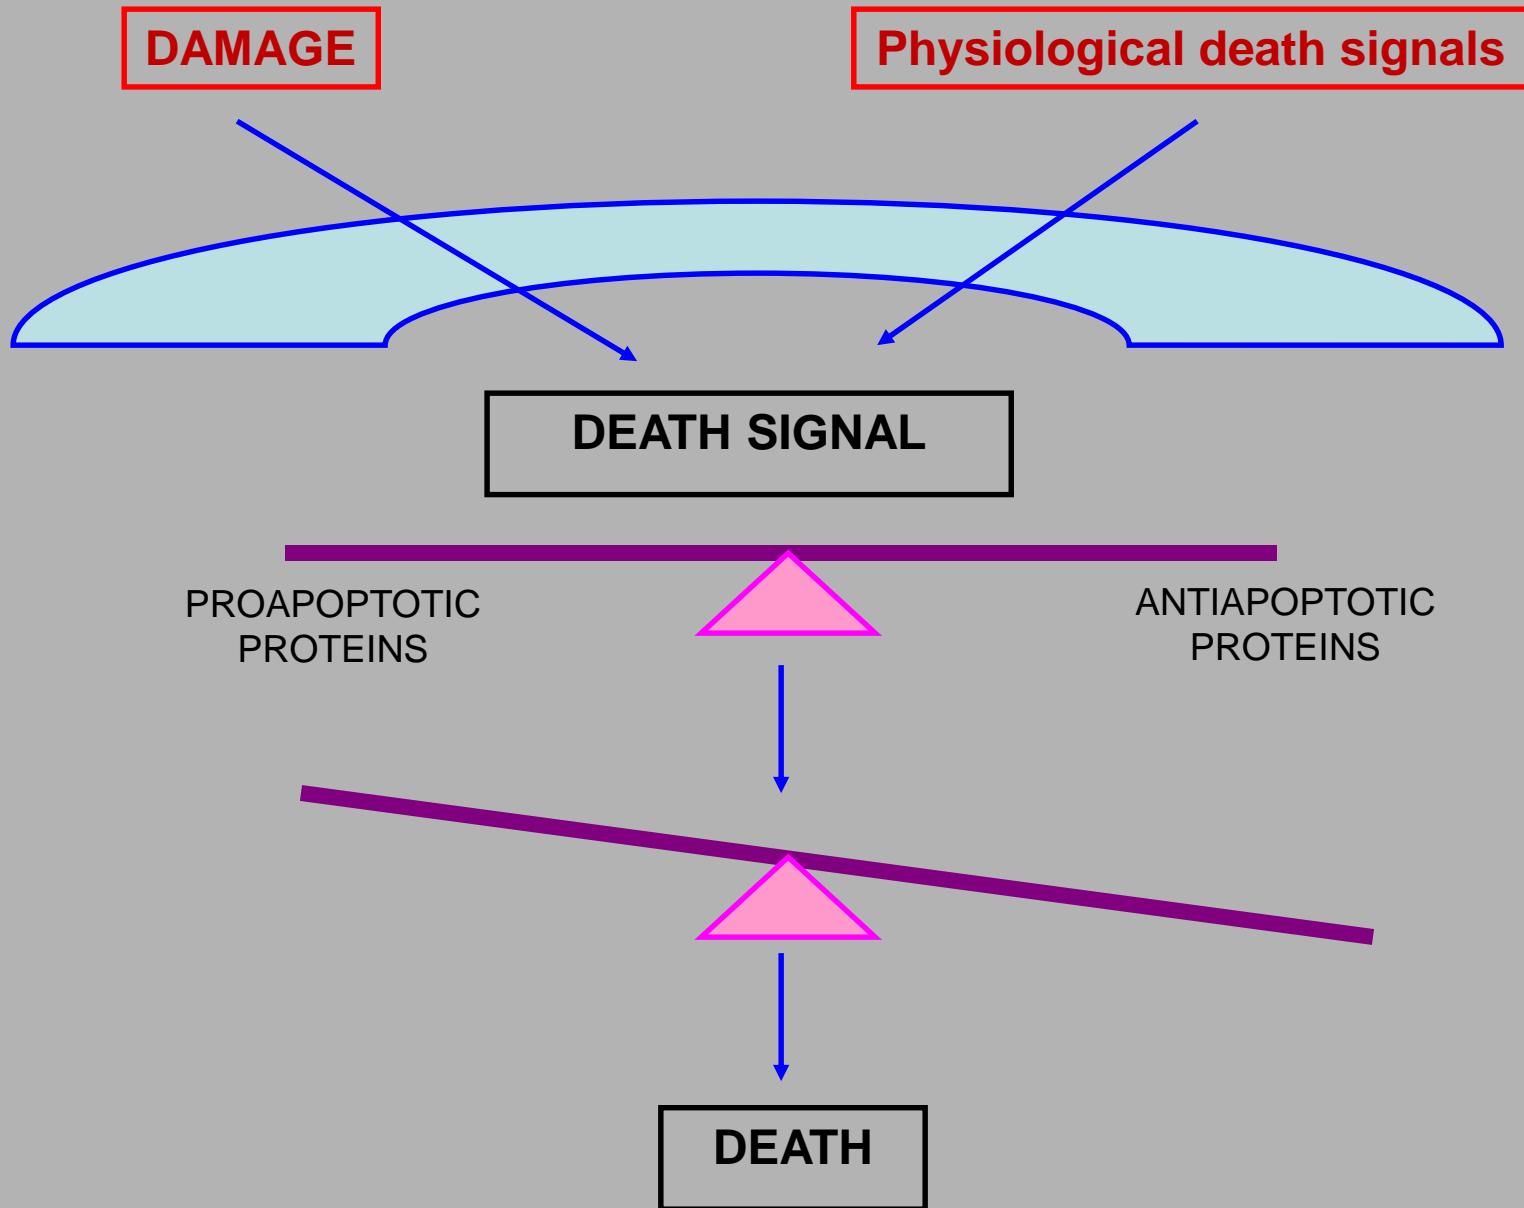 DAMAGE
Physiological death signals
DEATH SIGNAL
PROAPOPTOTIC
PROTEINS
ANTIAPOPTOTIC
PROTEINS
DEATH